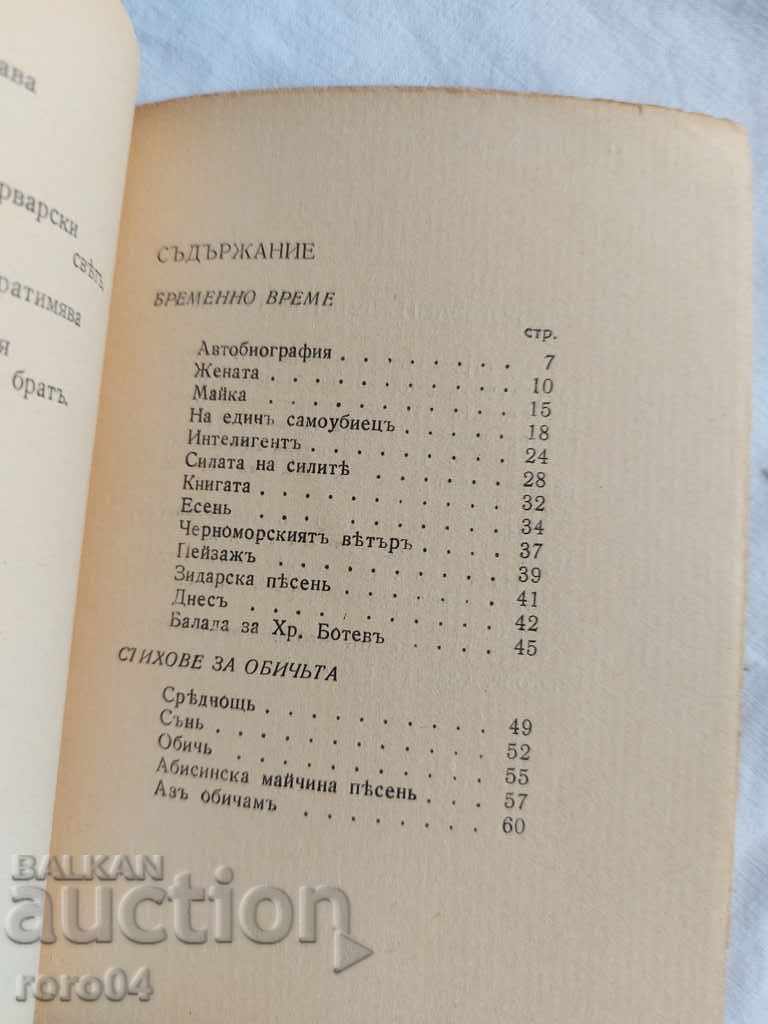 ава
рварски
свѣтъ
ратимява
я
братъ.
СЪДЪРЖАНИЕ
БРЕМЕННО ВРЕМЕ
стр.
Автобиография . . . . . . . . 7
Жената . . . . . . . . . . . 10
Майка . . . . . . . . . . . 15
На единъ самоубиецъ . . . . . . 18
Интелигентъ . . . . . . . . . 24
Силата на силитѣ . . . . . . . 28
Книгата . . . . . . . . . . . 32
Есень . . . . . . . . . . . 34
Черноморскиятъ вѣтъръ . . . . . 37
Пейзажъ . . . . . . . . . . 39
Зидарска пѣсень . . . . . . . . 41
Днесъ . . . . . . . . . . . 42
Балада за Хр. Ботевъ . . . . . . 45
СТИХОВЕ ЗА ОБИЧЬТА
Срѣднощь . . . . . . . . . . 49
Сънь . . . . . . . . . . . . 52
Обичь . . . . . . . . . . . 55
Абисинска майчина пѣсень . . . . 57
Азъ обичамъ . . . . . . . . . 60
BALKAN
auction
roro04